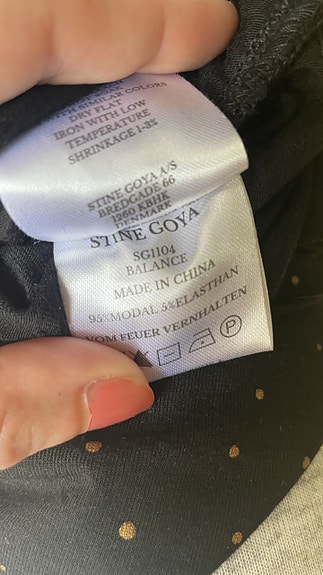 WITH SIMILAR COLORS
DRY FLAT
IRON WITH LOW
TEMPERATURE
SHRINKAGE 1-3%
STINE GOYA A/S
BREDGADE 66
1260 KBHK
DENMARK
STINE GOYA
SG1104
BALANCE
MADE IN CHINA
95%MODAL 5%ELASTHAN
VOM FEUER VERNHALTEN
P